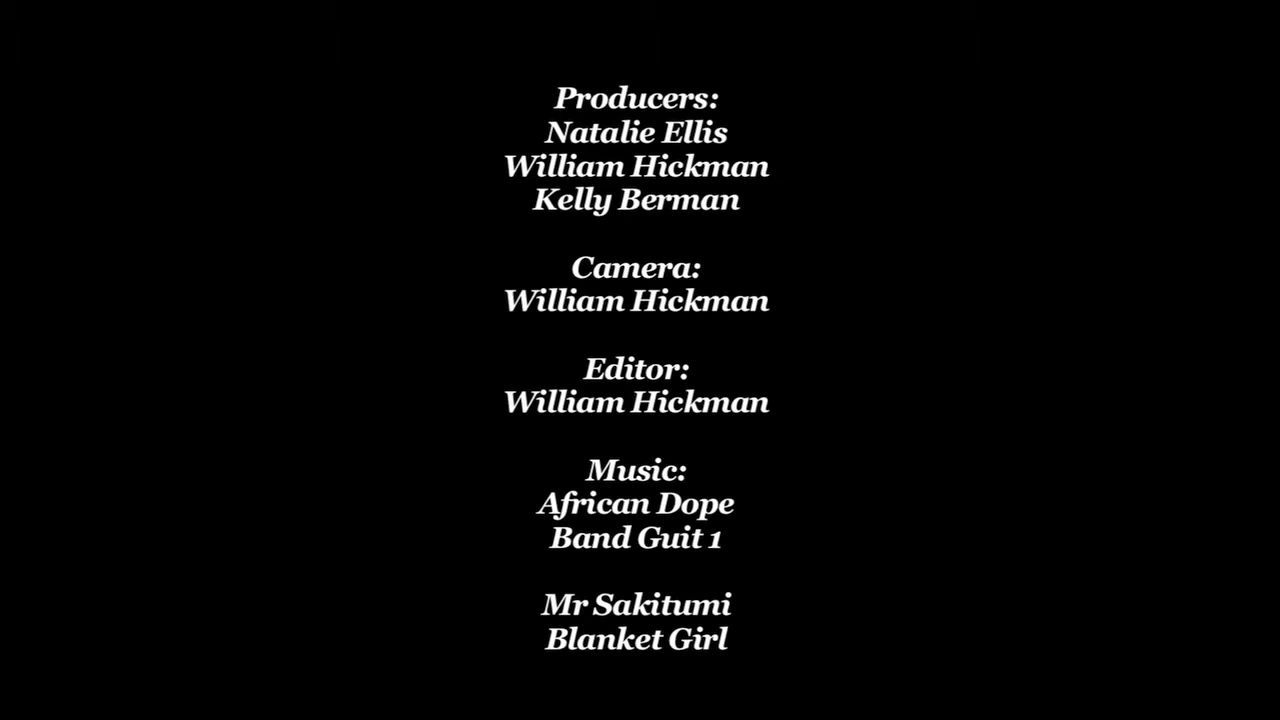 Producers:
Natalie Ellis
William Hickman
Kelly Berman
Camera:
William Hickman
Editor:
William Hickman
Music:
African Dope
Band Guit 1
Mr Sakitumi
Blanket Girl